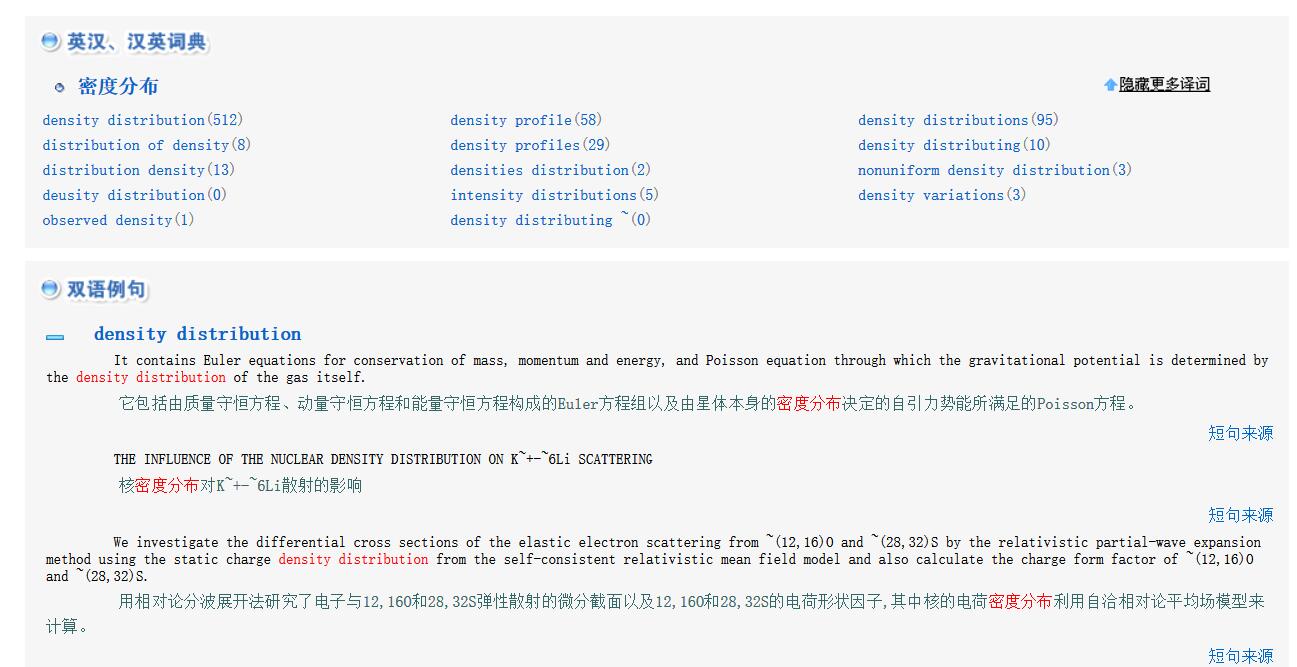 英汉、汉英词典
密度分布 隐藏更多译词
density distribution(512) density profile(58) density distributions(95)
distribution of density(8) density profiles(29) density distributing(10)
distribution density(13) densities distribution(2) nonuniform density distribution(3)
deusity distribution(0) intensity distributions(5) density variations(3)
observed density(1) density distributing ~(0)
双语例句
density distribution
It contains Euler equations for conservation of mass, momentum and energy, and Poisson equation through which the gravitational potential is determined by
the density distribution of the gas itself.
它包括由质量守恒方程、动量守恒方程和能量守恒方程构成的Euler方程组以及由星体本身的密度分布决定的自引力势能所满足的Poisson方程。
短句来源
THE INFLUENCE OF THE NUCLEAR DENSITY DISTRIBUTION ON K~+-~6Li SCATTERING
核密度分布对K~+-~6Li散射的影响
短句来源
We investigate the differential cross sections of the elastic electron scattering from ~(12,16)O and ~(28,32)S by the relativistic partial-wave expansion
method using the static charge density distribution from the self-consistent relativistic mean field model and also calculate the charge form factor of ~(12,16)O
and ~(28,32)S.
用相对论分波展开法研究了电子与12,16O和28,32S弹性散射的微分截面以及12,16O和28,32S的电荷形状因子,其中核的电荷密度分布利用自洽相对论平均场模型来
计算。
短句来源